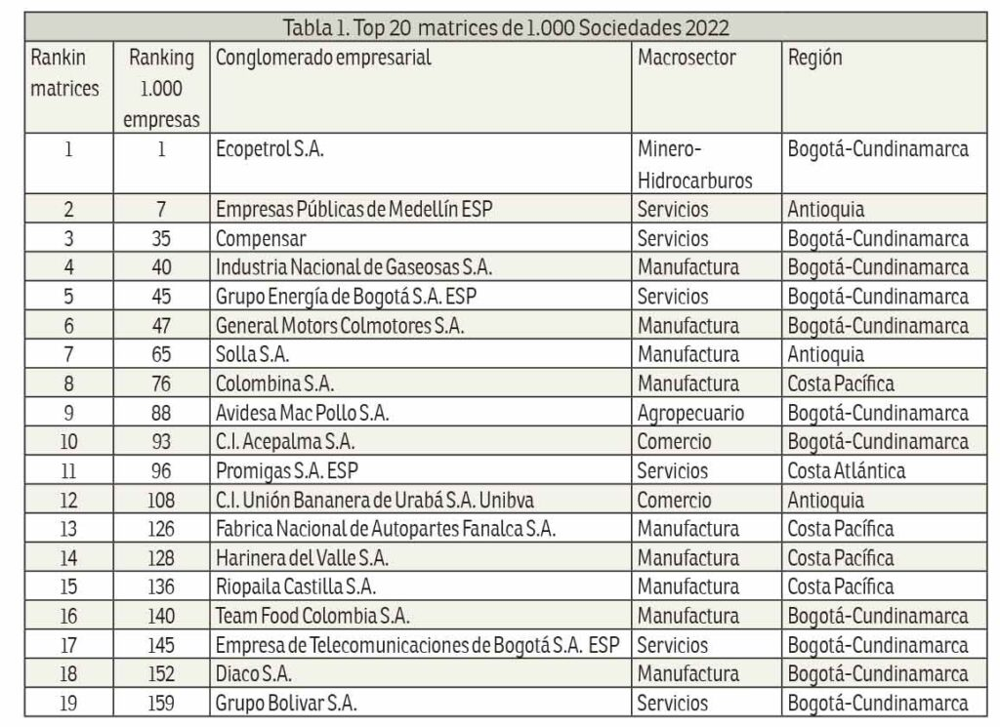 Tabla 1. Top 20 matrices de 1.000 Sociedades 2022
Rankin matrices Ranking 1.000 empresas Conglomerado empresarial Macrosector Región
1 1 Ecopetrol S.A. Minero-Hidrocarburos Bogotá-Cundinamarca
2 7 Empresas Públicas de Medellín ESP Servicios Antioquia
3 35 Compensar Servicios Bogotá-Cundinamarca
4 40 Industria Nacional de Gaseosas S.A. Manufactura Bogotá-Cundinamarca
5 45 Grupo Energía de Bogotá S.A. ESP Servicios Bogotá-Cundinamarca
6 47 General Motors Colmotores S.A. Manufactura Bogotá-Cundinamarca
7 65 Solla S.A. Manufactura Antioquia
8 76 Colombina S.A. Manufactura Costa Pacífica
9 88 Avidesa Mac Pollo S.A. Agropecuario Bogotá-Cundinamarca
10 93 C.I. Acepalma S.A. Comercio Bogotá-Cundinamarca
11 96 Promigas S.A. ESP Servicios Costa Atlántica
12 108 C.I. Unión Bananera de Urabá S.A. Unibva Comercio Antioquia
13 126 Fabrica Nacional de Autopartes Fanalca S.A. Manufactura Costa Pacífica
14 128 Harinera del Valle S.A. Manufactura Costa Pacífica
15 136 Riopaila Castilla S.A. Manufactura Costa Pacífica
16 140 Team Food Colombia S.A. Manufactura Bogotá-Cundinamarca
17 145 Empresa de Telecomunicaciones de Bogotá S.A. ESP Servicios Bogotá-Cundinamarca
18 152 Diaco S.A. Manufactura Bogotá-Cundinamarca
19 159 Grupo Bolivar S.A. Servicios Bogotá-Cundinamarca